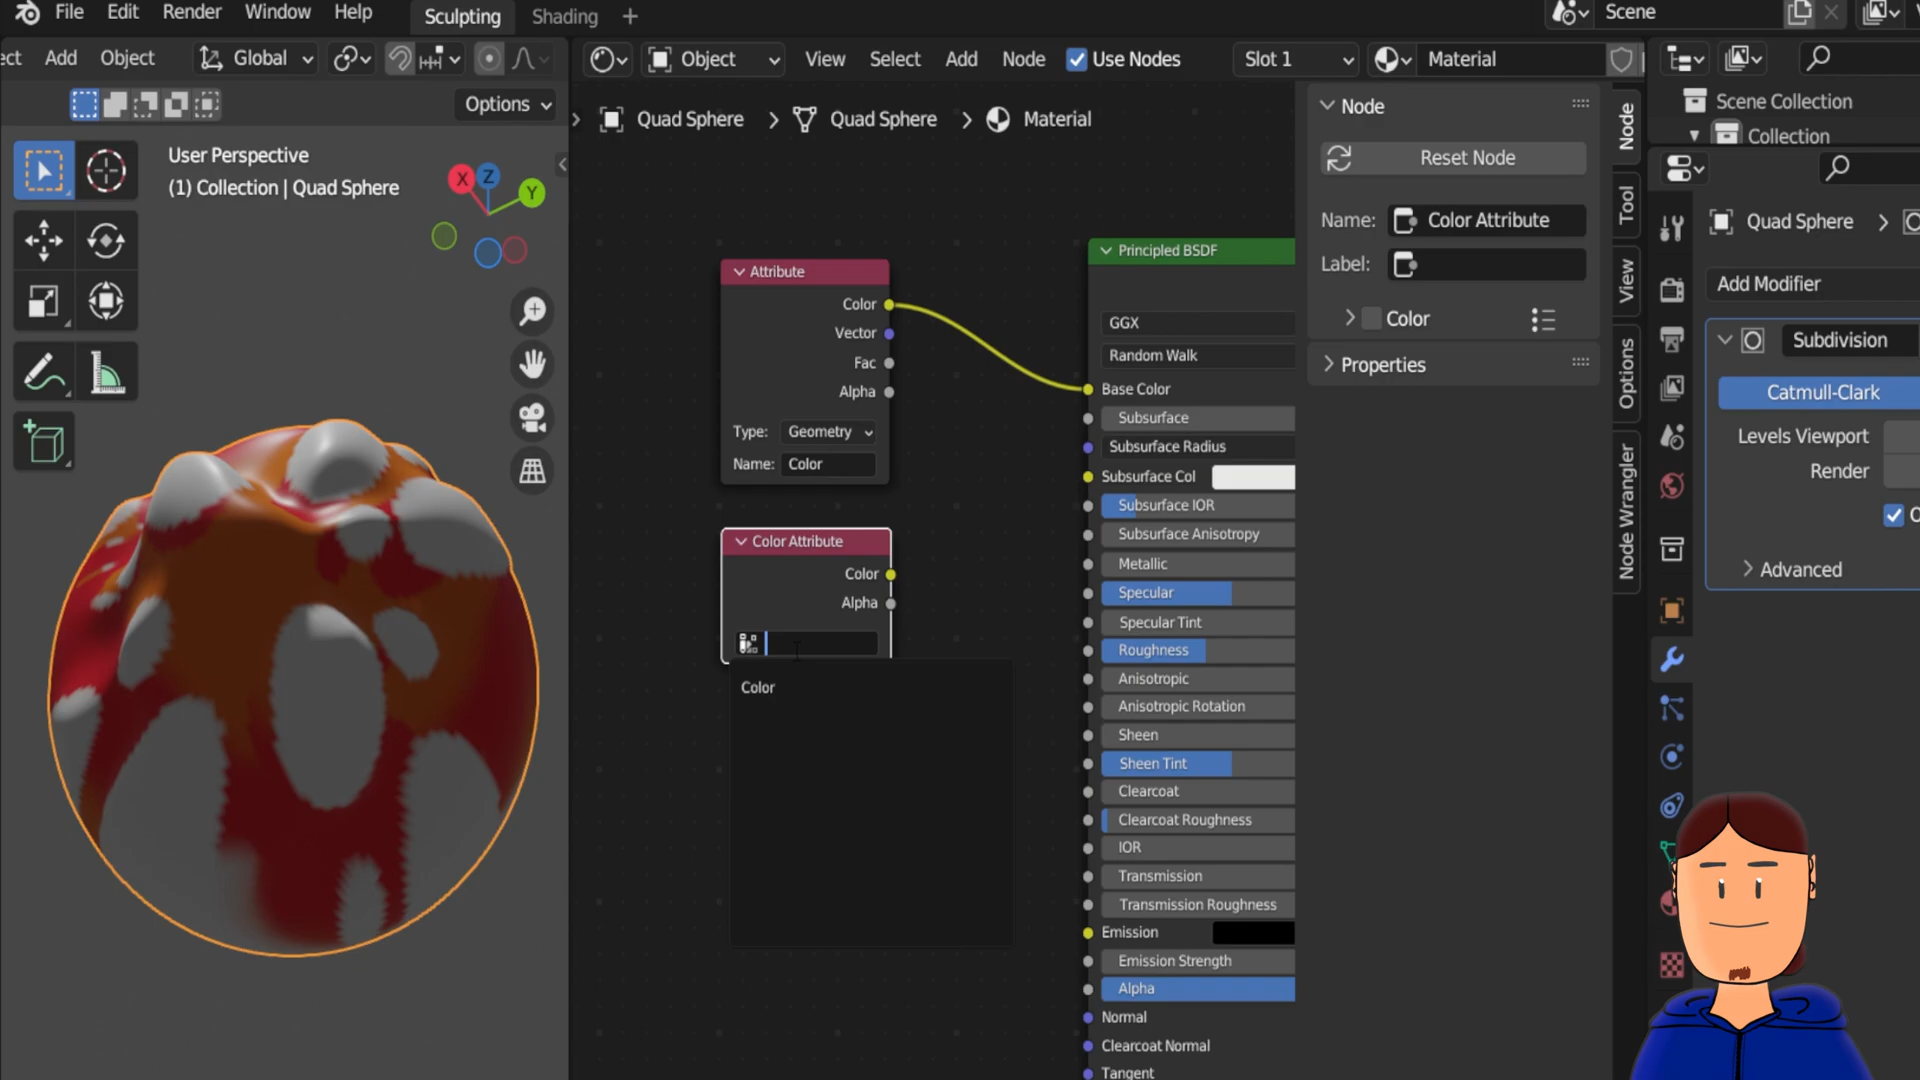 File Edit Render Window Help Sculpting Shading + Scene
ect Add Object Global Object View Select Add Node Use Nodes Slot 1 Material
Options
Quad Sphere > Quad Sphere > Material
User Perspective
(1) Collection | Quad Sphere
X Z Y
Attribute
Color
Vector
Fac
Alpha
Type: Geometry
Name: Color
Color Attribute
Color
Alpha
Color
Principled BSDF
GGX
Random Walk
Base Color
Subsurface
Subsurface Radius
Subsurface Col
Subsurface IOR
Subsurface Anisotropy
Metallic
Specular
Specular Tint
Roughness
Anisotropic
Anisotropic Rotation
Sheen
Sheen Tint
Clearcoat
Clearcoat Roughness
IOR
Transmission
Transmission Roughness
Emission
Emission Strength
Alpha
Normal
Clearcoat Normal
Tangent
Node
Reset Node
Name: Color Attribute
Label:
Color
Properties
Node
Tool
View
Options
Node Wrangler
Scene Collection
Collection
Quad Sphere >
Add Modifier
Subdivision
Catmull-Clark
Levels Viewport
Render
O
Advanced